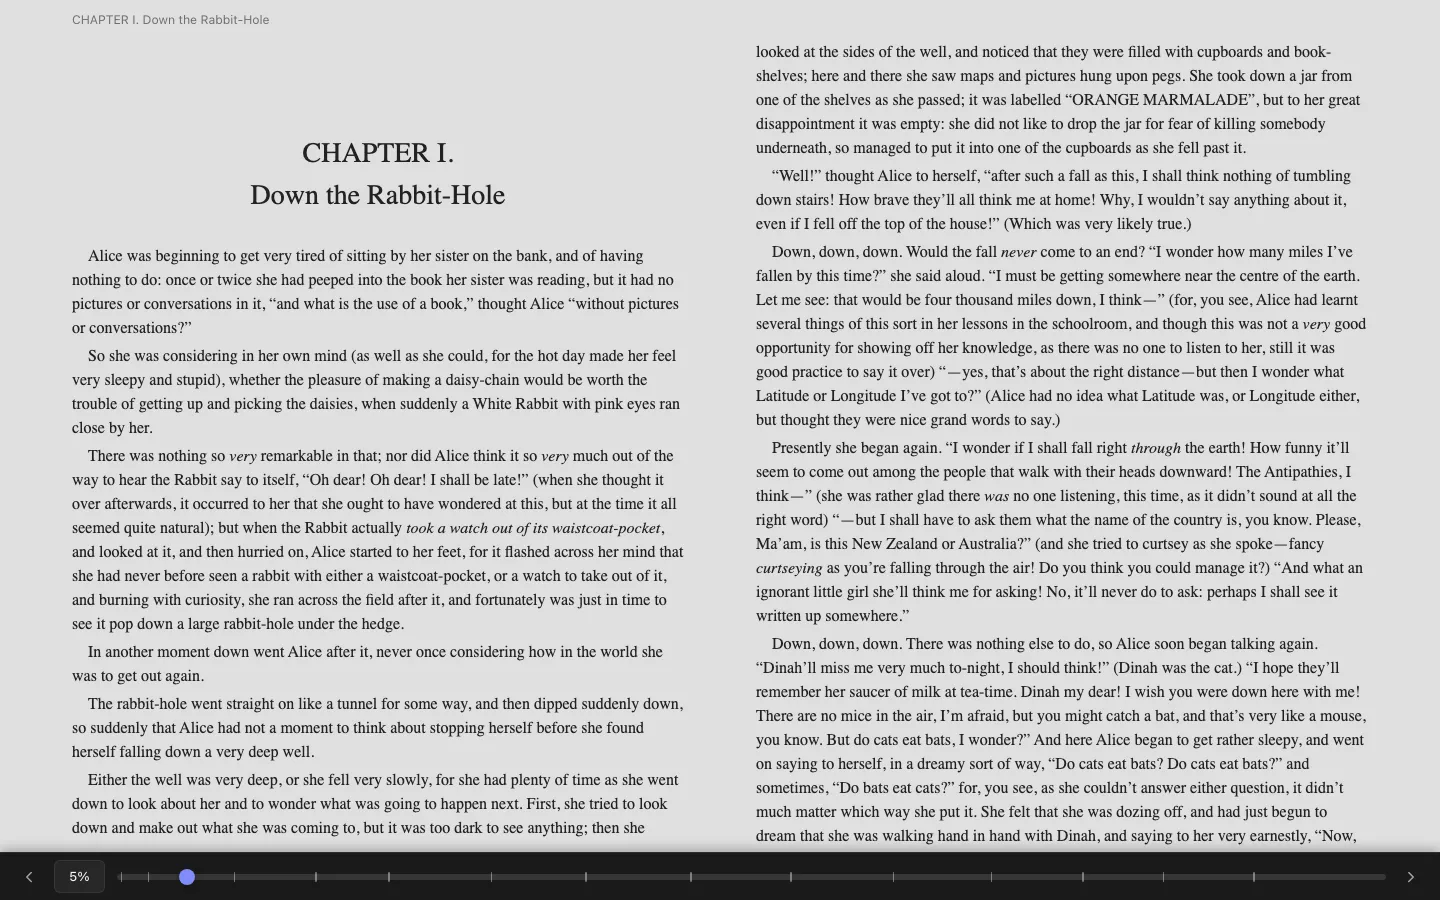 CHAPTER I. Down the Rabbit-Hole
CHAPTER I.
Down the Rabbit-Hole
Alice was beginning to get very tired of sitting by her sister on the bank, and of having
nothing to do: once or twice she had peeped into the book her sister was reading, but it had no
pictures or conversations in it, “and what is the use of a book,” thought Alice “without pictures
or conversations?”
So she was considering in her own mind (as well as she could, for the hot day made her feel
very sleepy and stupid), whether the pleasure of making a daisy-chain would be worth the
trouble of getting up and picking the daisies, when suddenly a White Rabbit with pink eyes ran
close by her.
There was nothing so very remarkable in that; nor did Alice think it so very much out of the
way to hear the Rabbit say to itself, “Oh dear! Oh dear! I shall be late!” (when she thought it
over afterwards, it occurred to her that she ought to have wondered at this, but at the time it all
seemed quite natural); but when the Rabbit actually took a watch out of its waistcoat-pocket,
and looked at it, and then hurried on, Alice started to her feet, for it flashed across her mind that
she had never before seen a rabbit with either a waistcoat-pocket, or a watch to take out of it,
and burning with curiosity, she ran across the field after it, and fortunately was just in time to
see it pop down a large rabbit-hole under the hedge.
In another moment down went Alice after it, never once considering how in the world she
was to get out again.
The rabbit-hole went straight on like a tunnel for some way, and then dipped suddenly down,
so suddenly that Alice had not a moment to think about stopping herself before she found
herself falling down a very deep well.
Either the well was very deep, or she fell very slowly, for she had plenty of time as she went
down to look about her and to wonder what was going to happen next. First, she tried to look
down and make out what she was coming to, but it was too dark to see anything; then she
looked at the sides of the well, and noticed that they were filled with cupboards and book-
shelves; here and there she saw maps and pictures hung upon pegs. She took down a jar from
one of the shelves as she passed; it was labelled “ORANGE MARMALADE”, but to her great
disappointment it was empty: she did not like to drop the jar for fear of killing somebody
underneath, so managed to put it into one of the cupboards as she fell past it.
“Well!” thought Alice to herself, “after such a fall as this, I shall think nothing of tumbling
down stairs! How brave they’ll all think me at home! Why, I wouldn’t say anything about it,
even if I fell off the top of the house!” (Which was very likely true.)
Down, down, down. Would the fall never come to an end? “I wonder how many miles I’ve
fallen by this time?” she said aloud. “I must be getting somewhere near the centre of the earth.
Let me see: that would be four thousand miles down, I think—” (for, you see, Alice had learnt
several things of this sort in her lessons in the schoolroom, and though this was not a very good
opportunity for showing off her knowledge, as there was no one to listen to her, still it was
good practice to say it over) “—yes, that’s about the right distance—but then I wonder what
Latitude or Longitude I’ve got to?” (Alice had no idea what Latitude was, or Longitude either,
but thought they were nice grand words to say.)
Presently she began again. “I wonder if I shall fall right through the earth! How funny it’ll
seem to come out among the people that walk with their heads downward! The Antipathies, I
think—” (she was rather glad there was no one listening, this time, as it didn’t sound at all the
right word) “—but I shall have to ask them what the name of the country is, you know. Please,
Ma’am, is this New Zealand or Australia?” (and she tried to curtsey as she spoke—fancy
curtseying as you’re falling through the air! Do you think you could manage it?) “And what an
ignorant little girl she’ll think me for asking! No, it’ll never do to ask: perhaps I shall see it
written up somewhere.”
Down, down, down. There was nothing else to do, so Alice soon began talking again.
“Dinah’ll miss me very much to-night, I should think!” (Dinah was the cat.) “I hope they’ll
remember her saucer of milk at tea-time. Dinah my dear! I wish you were down here with me!
There are no mice in the air, I’m afraid, but you might catch a bat, and that’s very like a mouse,
you know. But do cats eat bats, I wonder?” And here Alice began to get rather sleepy, and went
on saying to herself, in a dreamy sort of way, “Do cats eat bats? Do cats eat bats?” and
sometimes, “Do bats eat cats?” for, you see, as she couldn’t answer either question, it didn’t
much matter which way she put it. She felt that she was dozing off, and had just begun to
dream that she was walking hand in hand with Dinah, and saying to her very earnestly, “Now,
5%